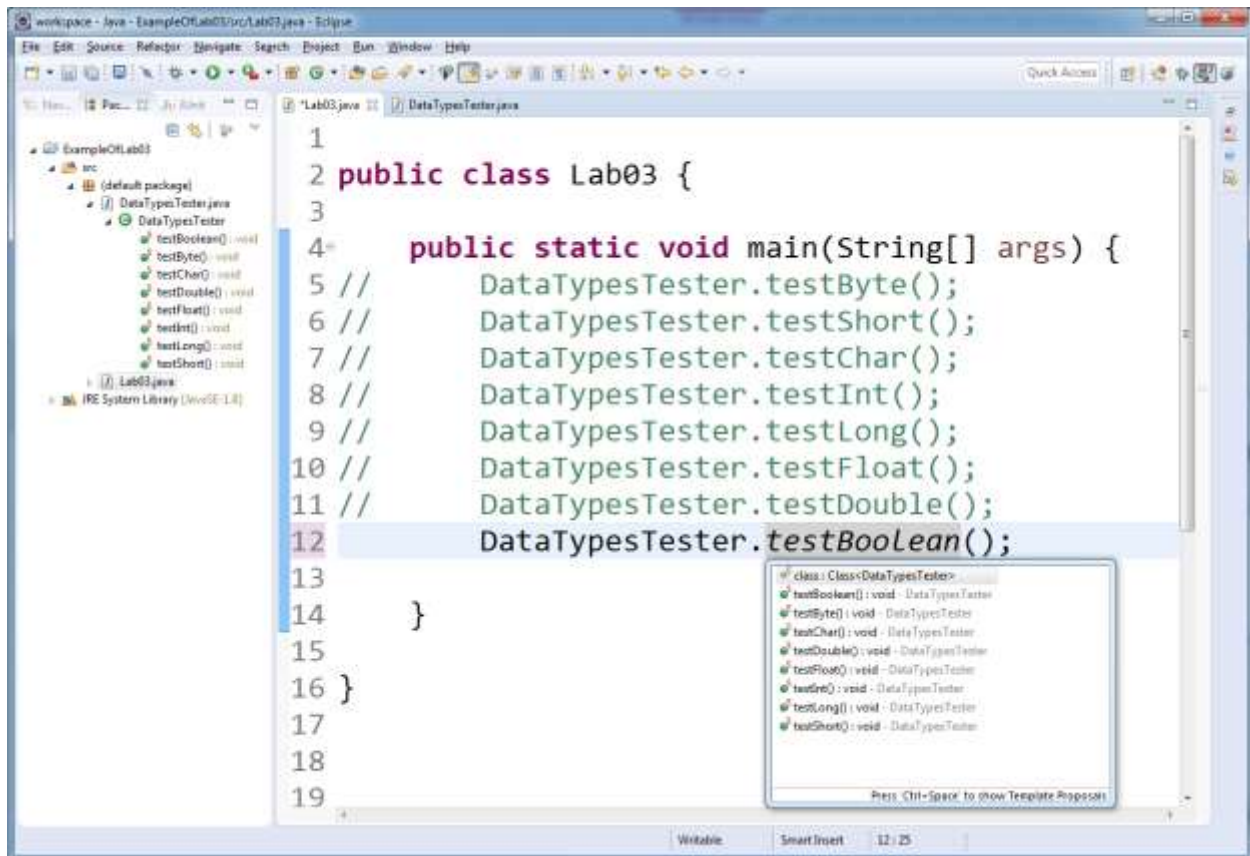 workspace - Java - ExampleOfLab03/src/Lab03.java - Eclipse
File Edit Source Refactor Navigate Search Project Run Window Help
Quick Access
Pac...
*Lab03.java
DataTypesTester.java
ExampleOfLab03
src
(default package)
DataTypesTester.java
DataTypesTester
testBoolean() : void
testByte() : void
testChar() : void
testDouble() : void
testFloat() : void
testInt() : void
testLong() : void
testShort() : void
Lab03.java
JRE System Library [JavaSE-1.8]
1
2 public class Lab03 {
3
4 public static void main(String[] args) {
5 // DataTypesTester.testByte();
6 // DataTypesTester.testShort();
7 // DataTypesTester.testChar();
8 // DataTypesTester.testInt();
9 // DataTypesTester.testLong();
10 // DataTypesTester.testFloat();
11 // DataTypesTester.testDouble();
12 DataTypesTester.testBoolean();
13
14 }
15
16 }
17
18
19
class : Class<DataTypesTester>
testBoolean() : void - DataTypesTester
testByte() : void - DataTypesTester
testChar() : void - DataTypesTester
testDouble() : void - DataTypesTester
testFloat() : void - DataTypesTester
testInt() : void - DataTypesTester
testLong() : void - DataTypesTester
testShort() : void - DataTypesTester
Press 'Ctrl+Space' to show Template Proposals
Writable
Smart Insert
12 : 25